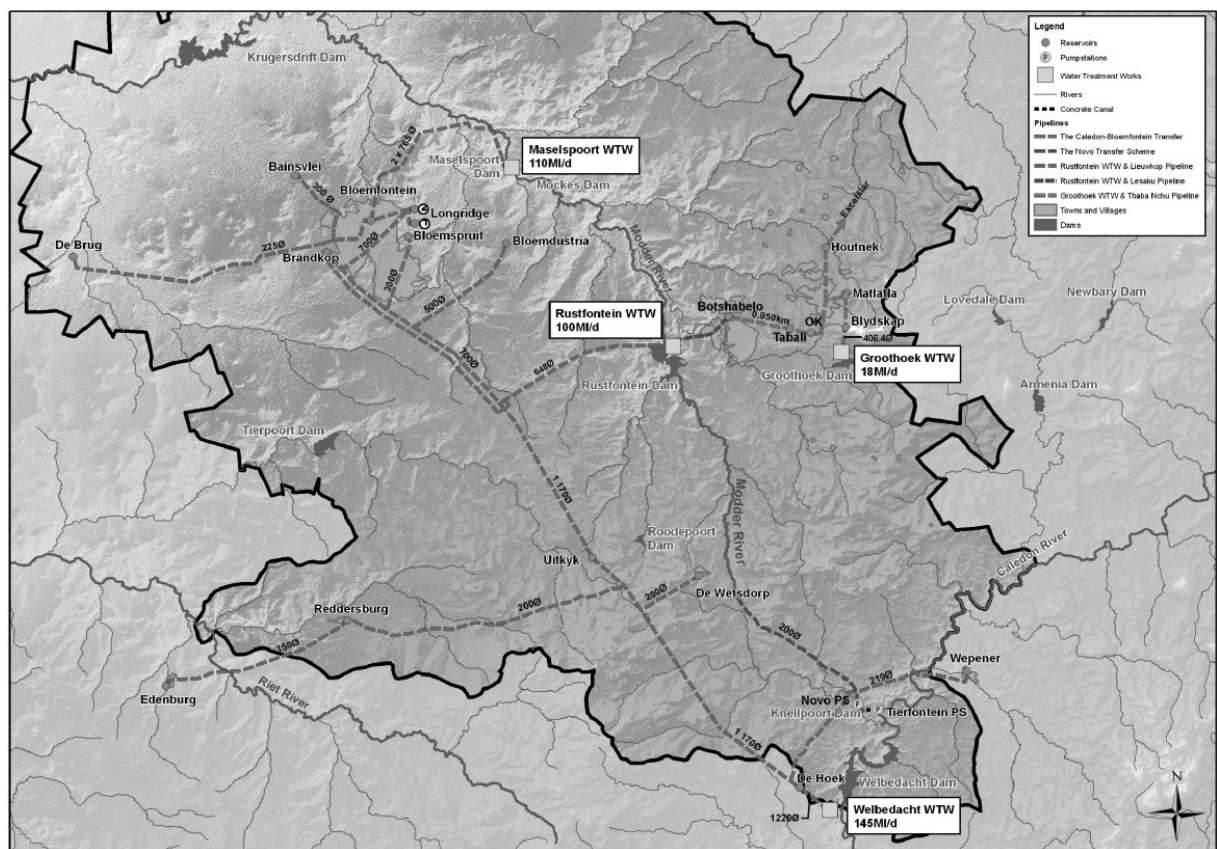 Krugersdrift Dam
Legend
Reservoirs
P Pumpstations
Water Treatment Works
Rivers
Concrete Canal
Pipelines
The Caledon-Bloemfontein Transfer
The Novo Transfer Scheme
Rustfontein WTW & Lieuwkop Pipeline
Rustfontein WTW & Lesaku Pipeline
Groothoek WTW & Thaba Nchu Pipeline
Towns and Villages
Dams
2 x 765 Ø
Maselspoort WTW
110Ml/d
Maselspoort
Dam
Mockes Dam
Bainsvlei
300 Ø
Bloemfontein
Longridge
Bloemspruit
Bloemdustria
De Brug
225Ø
Brandkop
700Ø
300Ø
500Ø
Modder River
Excelsior
Houtnek
Matlatla
Blydskap
406.4Ø
Lovedale Dam
Newbary Dam
Botshabelo
0.950km
OK
Tabali
Rustfontein WTW
100Ml/d
Groothoek WTW
18Ml/d
Groothoek Dam
Rustfontein Dam
Armenia Dam
700Ø
648Ø
Tierpoort Dam
1 170Ø
Modder River
Roodepoort
Dam
Uitkyk
De Wetsdorp
200Ø
200Ø
Caledon River
Reddersburg
150Ø
Edenburg
Riet River
200Ø
219Ø
Wepener
Novo PS
P
Knellpoort Dam
P
Tierfontein PS
1 170Ø
De Hoek
Welbedacht Dam
1220Ø
Welbedacht WTW
145Ml/d
N